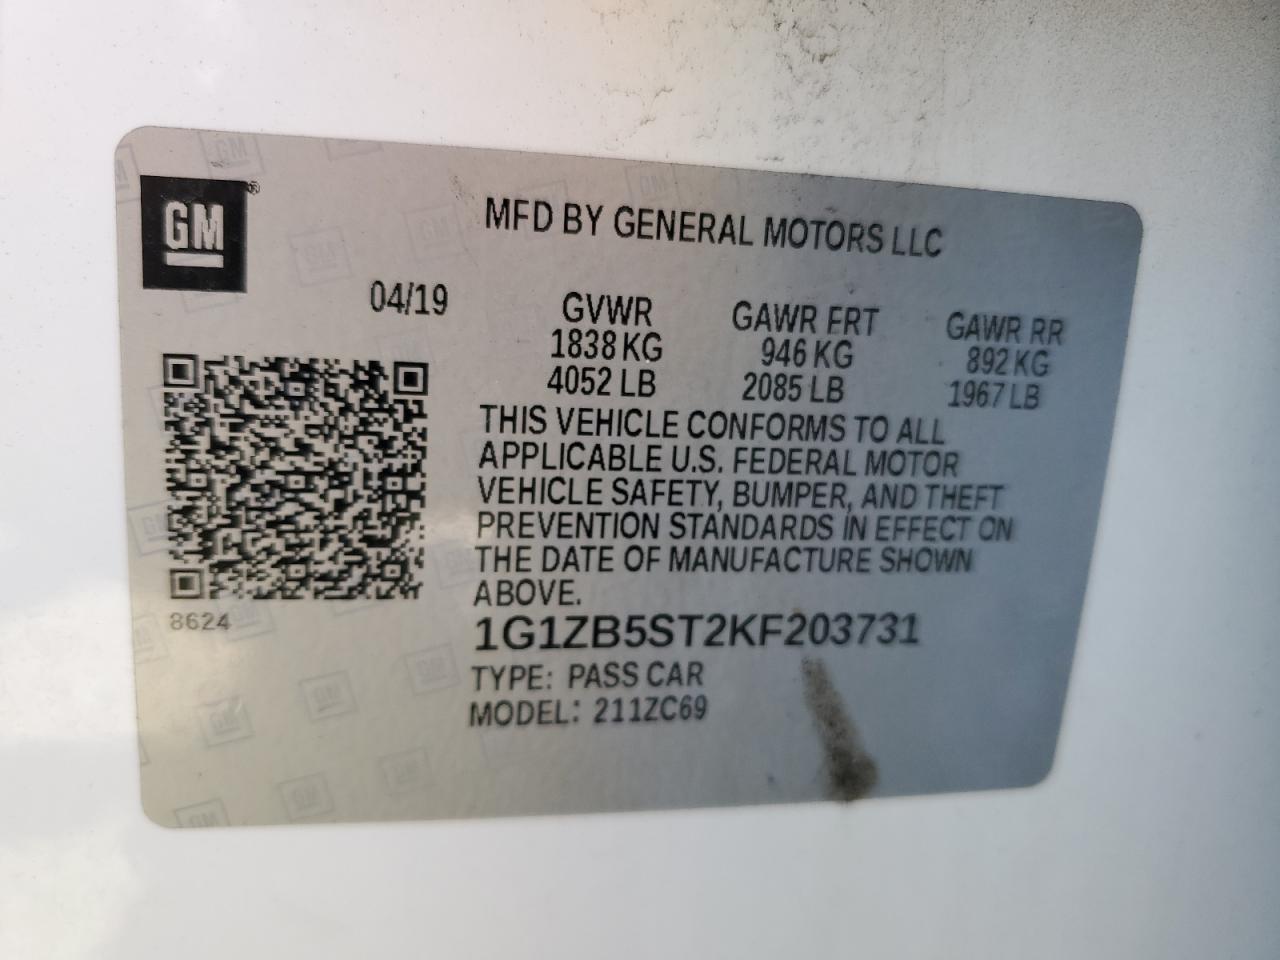 GM®
MFD BY GENERAL MOTORS LLC
04/19
GVWR GAWR FRT GAWR RR
1838 KG 946 KG 892 KG
4052 LB 2085 LB 1967 LB
THIS VEHICLE CONFORMS TO ALL
APPLICABLE U.S. FEDERAL MOTOR
VEHICLE SAFETY, BUMPER, AND THEFT
PREVENTION STANDARDS IN EFFECT ON
THE DATE OF MANUFACTURE SHOWN
ABOVE.
8624
1G1ZB5ST2KF203731
TYPE: PASS CAR
MODEL: 211ZC69